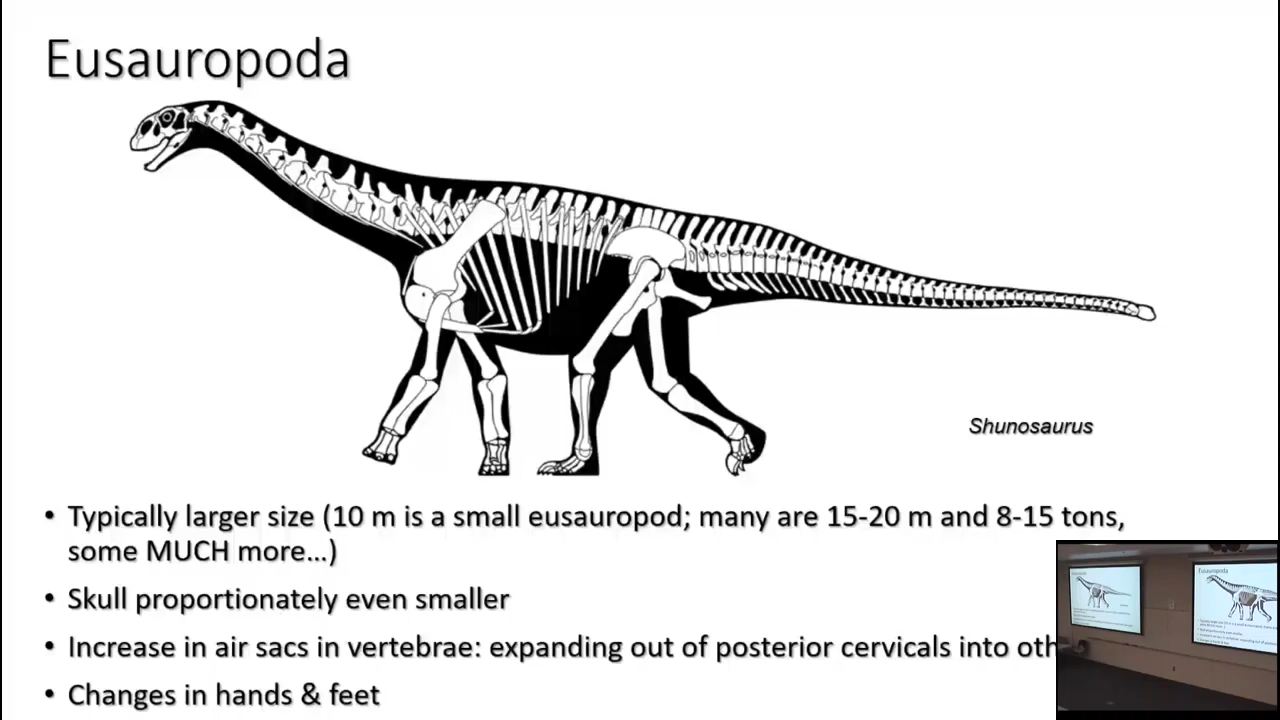 Eusauropoda
Shunosaurus
• Typically larger size (10 m is a small eusauropod; many are 15-20 m and 8-15 tons,
some MUCH more...)
• Skull proportionately even smaller
• Increase in air sacs in vertebrae: expanding out of posterior cervicals into
• Changes in hands & feet
Eusauropoda